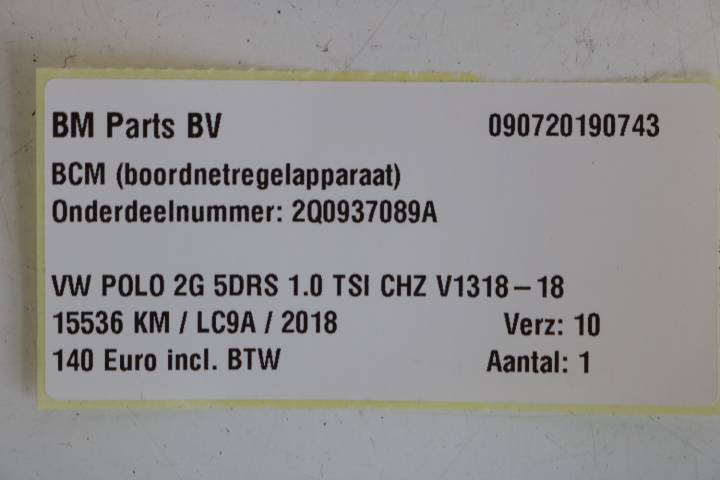 BM Parts BV 090720190743
BCM (boordnetregelapparaat)
Onderdeelnummer: 2Q0937089A
VW POLO 2G 5DRS 1.0 TSI CHZ V1318-18
15536 KM / LC9A / 2018 Verz: 10
140 Euro incl. BTW Aantal: 1